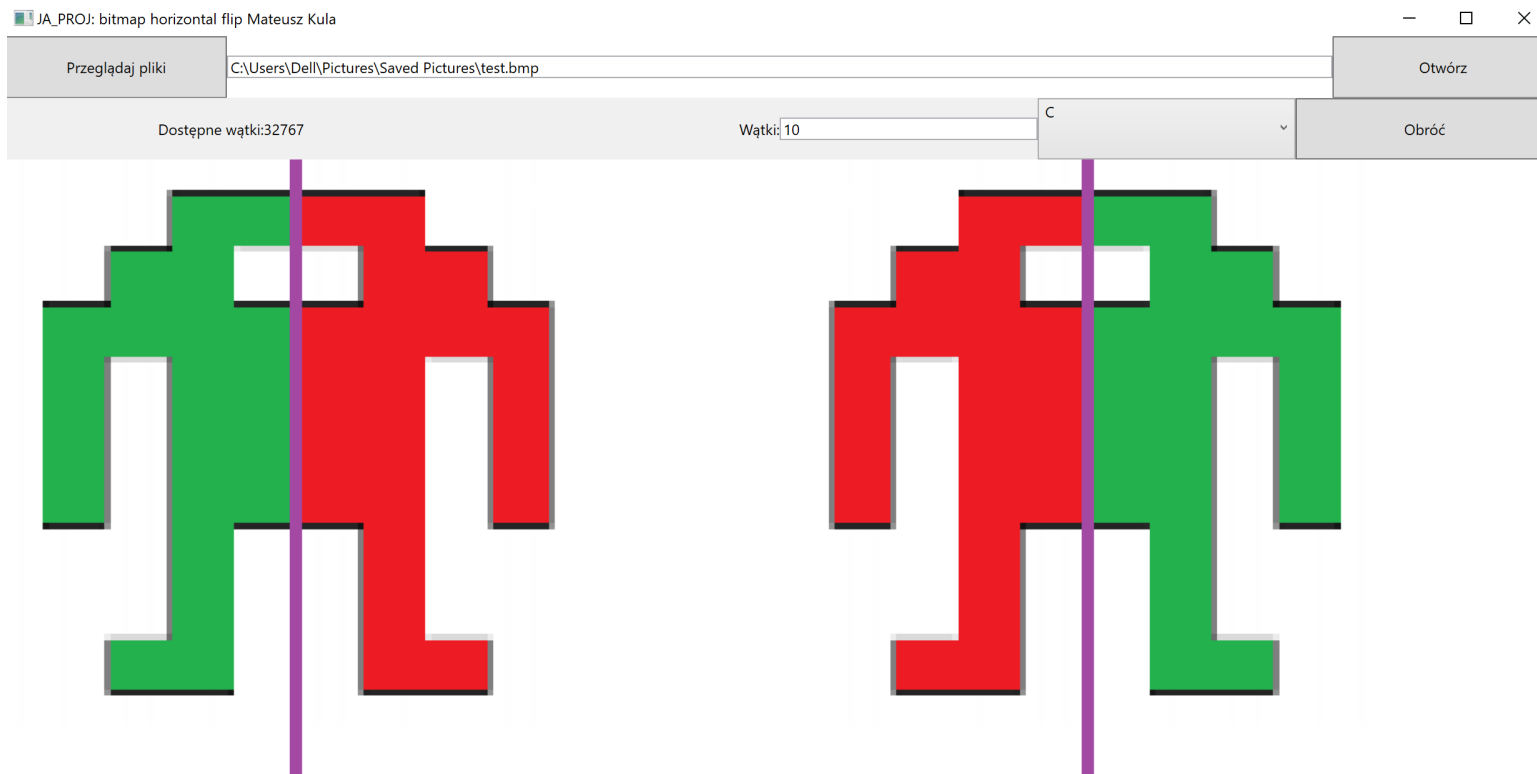 JA_PROJ: bitmap horizontal flip Mateusz Kula
Przeglądaj pliki
C:\Users\Dell\Pictures\Saved Pictures\test.bmp
Otwórz
Dostępne wątki:32767
Wątki:10
C
Obróć